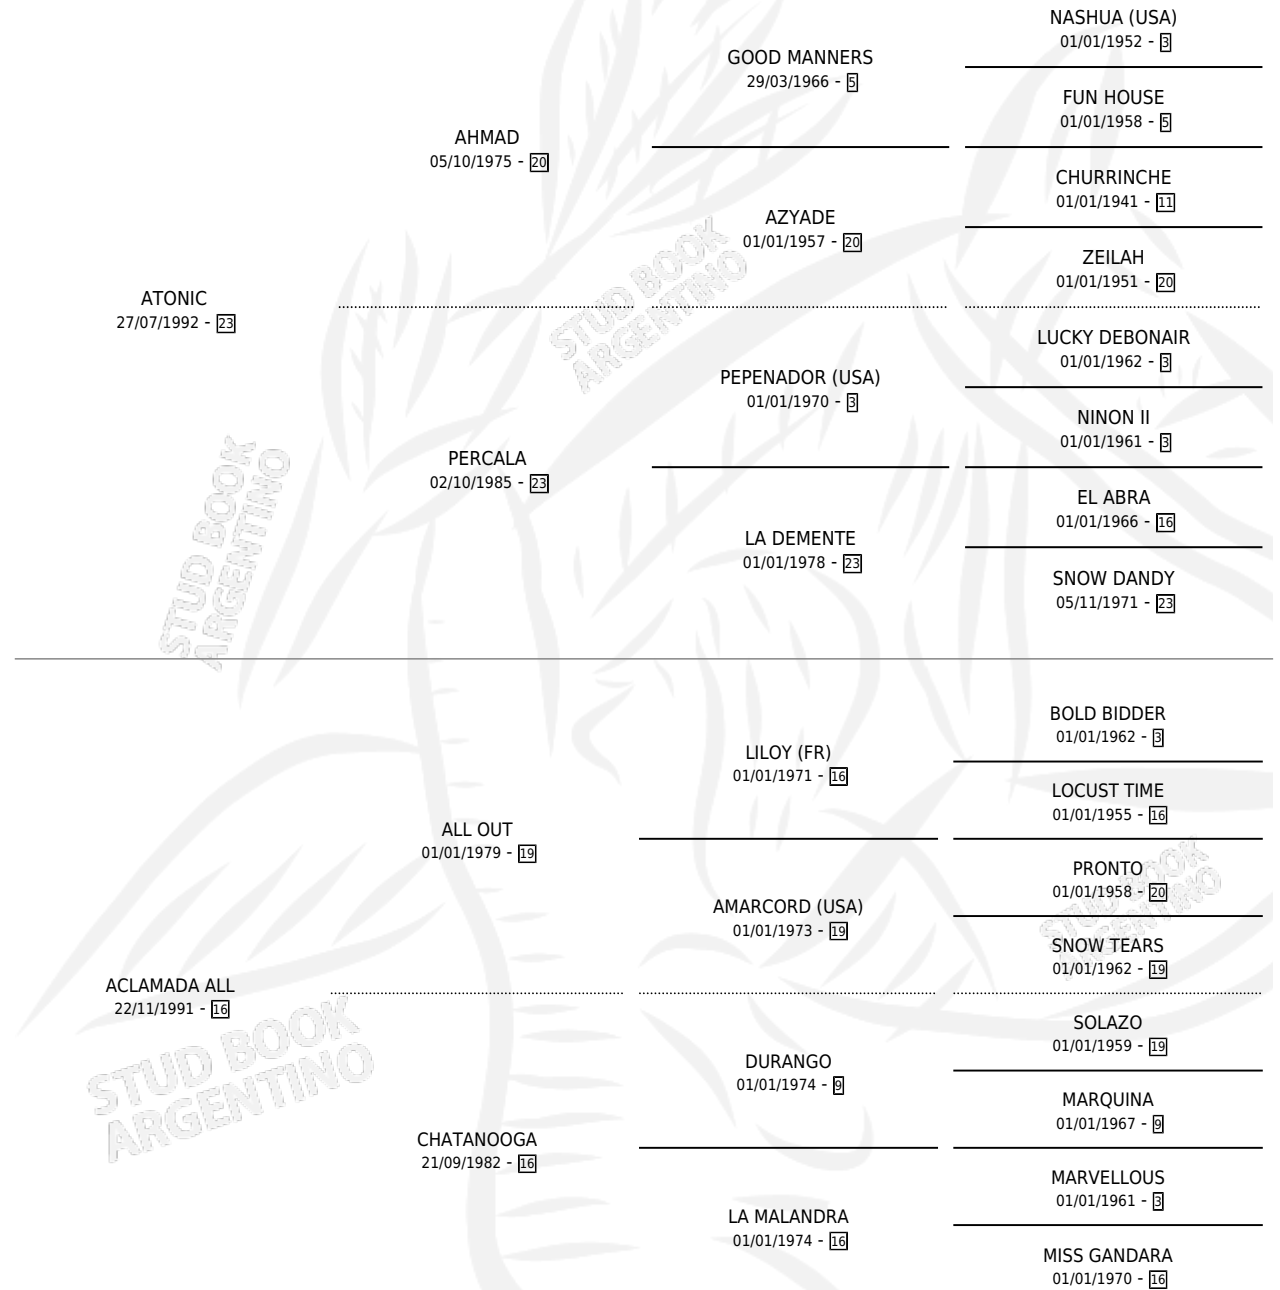 NASHUA (USA)
01/01/1952 - 3
GOOD MANNERS
29/03/1966 - 5
FUN HOUSE
01/01/1958 - 5
AHMAD
05/10/1975 - 20
CHURRINCHE
01/01/1941 - 11
AZYADE
01/01/1957 - 20
ZEILAH
01/01/1951 - 20
ATONIC
27/07/1992 - 23
LUCKY DEBONAIR
01/01/1962 - 3
PEPENADOR (USA)
01/01/1970 - 3
NINON II
01/01/1961 - 3
PERCALA
02/10/1985 - 23
EL ABRA
01/01/1966 - 16
LA DEMENTE
01/01/1978 - 23
SNOW DANDY
05/11/1971 - 23
STUD BOOK
ARGENTINO
STUD BOOK
ARGENTINO
BOLD BIDDER
01/01/1962 - 3
LILOY (FR)
01/01/1971 - 16
LOCUST TIME
01/01/1955 - 16
ALL OUT
01/01/1979 - 19
PRONTO
01/01/1958 - 20
AMARCORD (USA)
01/01/1973 - 19
SNOW TEARS
01/01/1962 - 19
ACLAMADA ALL
22/11/1991 - 16
SOLAZO
01/01/1959 - 19
DURANGO
01/01/1974 - 9
MARQUINA
01/01/1967 - 9
CHATANOOGA
21/09/1982 - 16
MARVELLOUS
01/01/1961 - 3
LA MALANDRA
01/01/1974 - 16
MISS GANDARA
01/01/1970 - 16
STUD BOOK
ARGENTINO
STUD BOOK
ARGENTINO